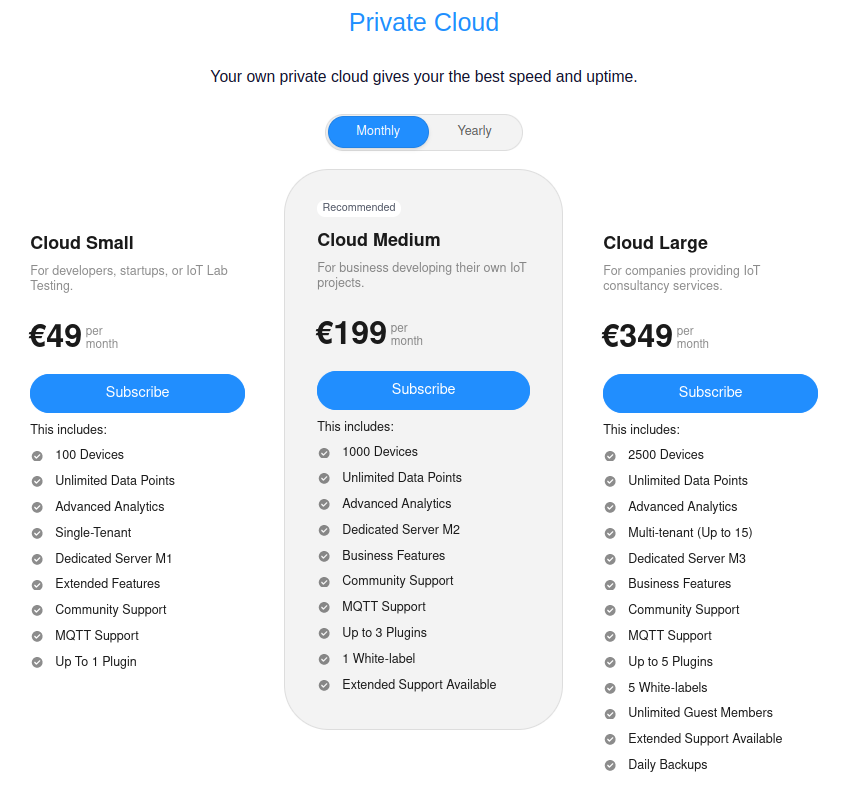 Private Cloud
Your own private cloud gives your the best speed and uptime.
Monthly
Yearly
Cloud Small
For developers, startups, or IoT Lab
Testing.
€49 per
month
Subscribe
This includes:
100 Devices
Unlimited Data Points
Advanced Analytics
Single-Tenant
Dedicated Server M1
Extended Features
Community Support
MQTT Support
Up To 1 Plugin
Recommended
Cloud Medium
For business developing their own IoT
projects.
€199 per
month
Subscribe
This includes:
1000 Devices
Unlimited Data Points
Advanced Analytics
Dedicated Server M2
Business Features
Community Support
MQTT Support
Up to 3 Plugins
1 White-label
Extended Support Available
Cloud Large
For companies providing IoT
consultancy services.
€349 per
month
Subscribe
This includes:
2500 Devices
Unlimited Data Points
Advanced Analytics
Multi-tenant (Up to 15)
Dedicated Server M3
Business Features
Community Support
MQTT Support
Up to 5 Plugins
5 White-labels
Unlimited Guest Members
Extended Support Available
Daily Backups